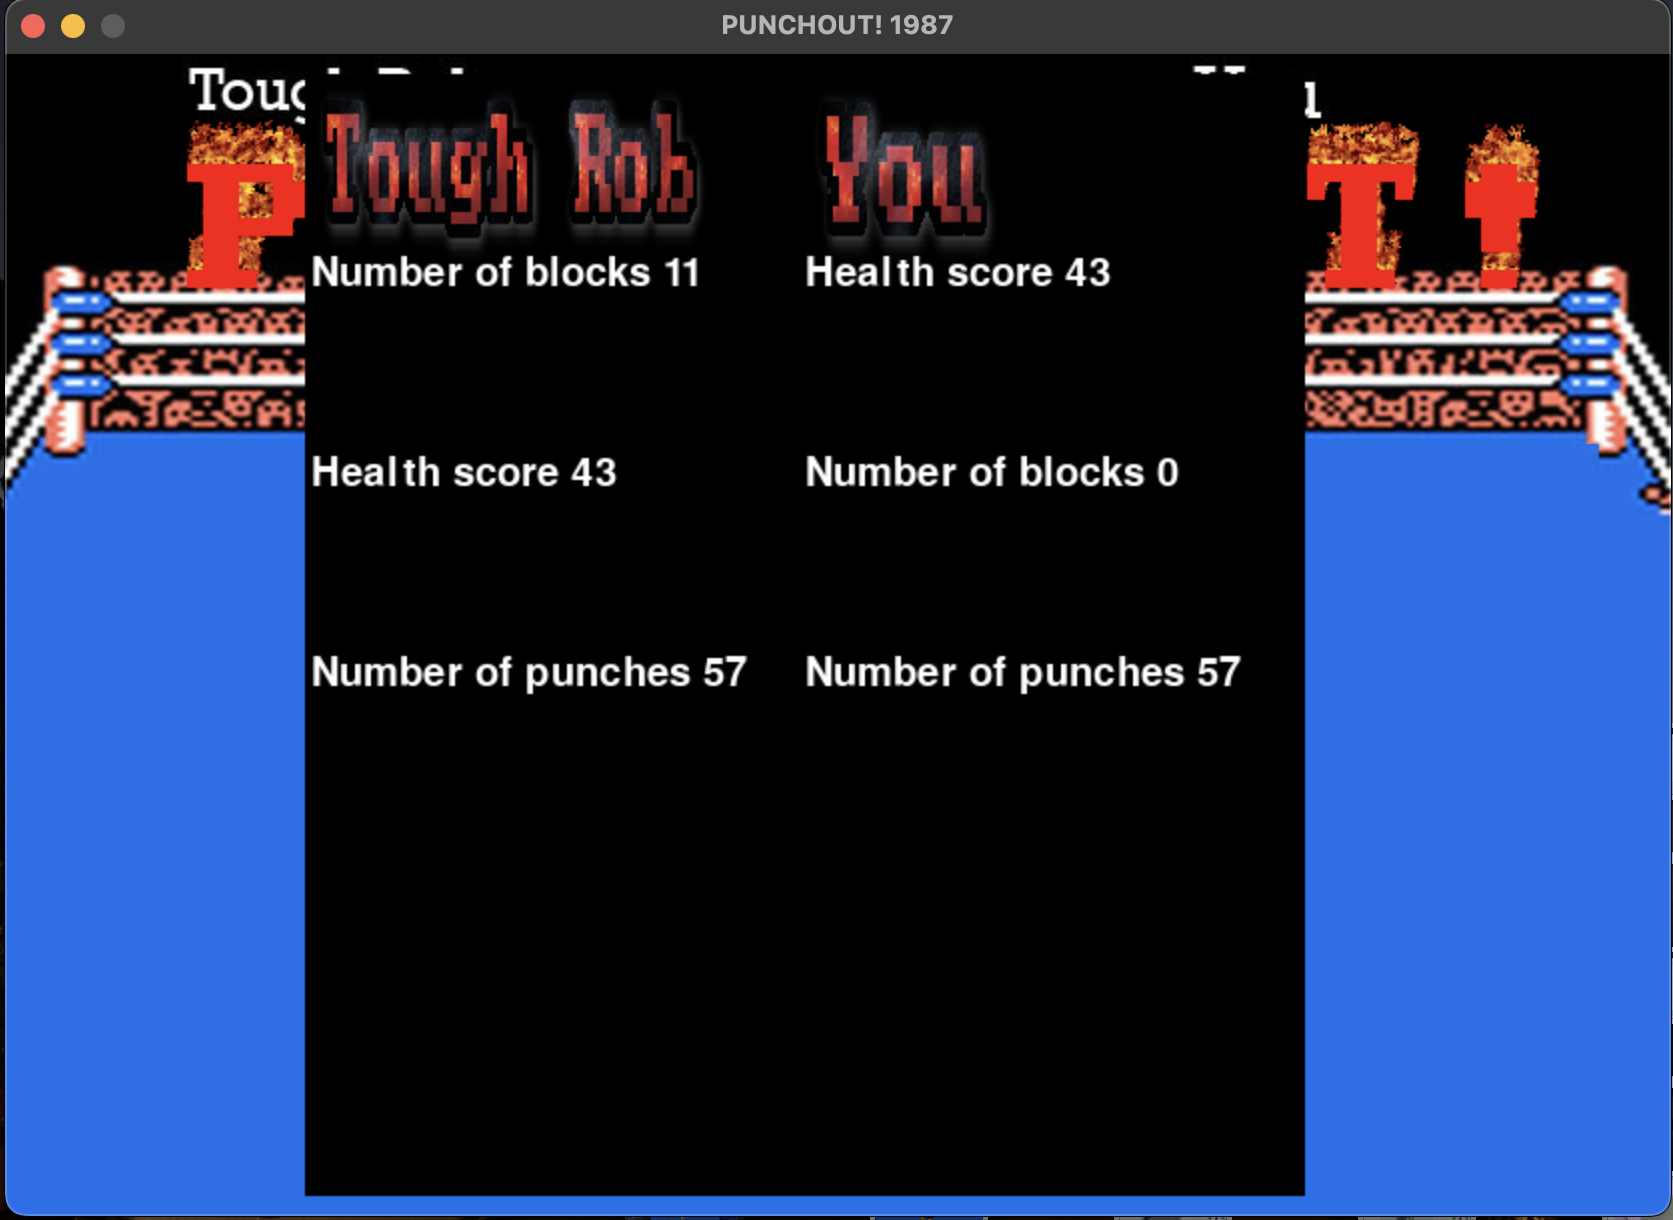 PUNCHOUT! 1987
Tough Rob You
Number of blocks 11
Health score 43
Health score 43
Number of blocks 0
Number of punches 57
Number of punches 57